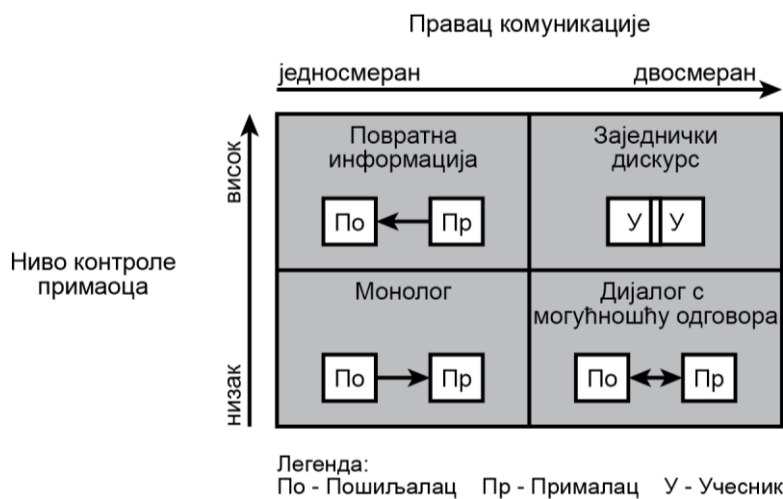 Правац комуникације
једносмеран двосмеран
Повратна
информација
Заједнички
дискурс
висок
По Пр
У У
Ниво контроле
примаоца
Монолог
Дијалог с
могућношћу одговора
низак
По Пр
По Пр
Легенда:
По - Пошиљалац Пр - Прималац У - Учесник